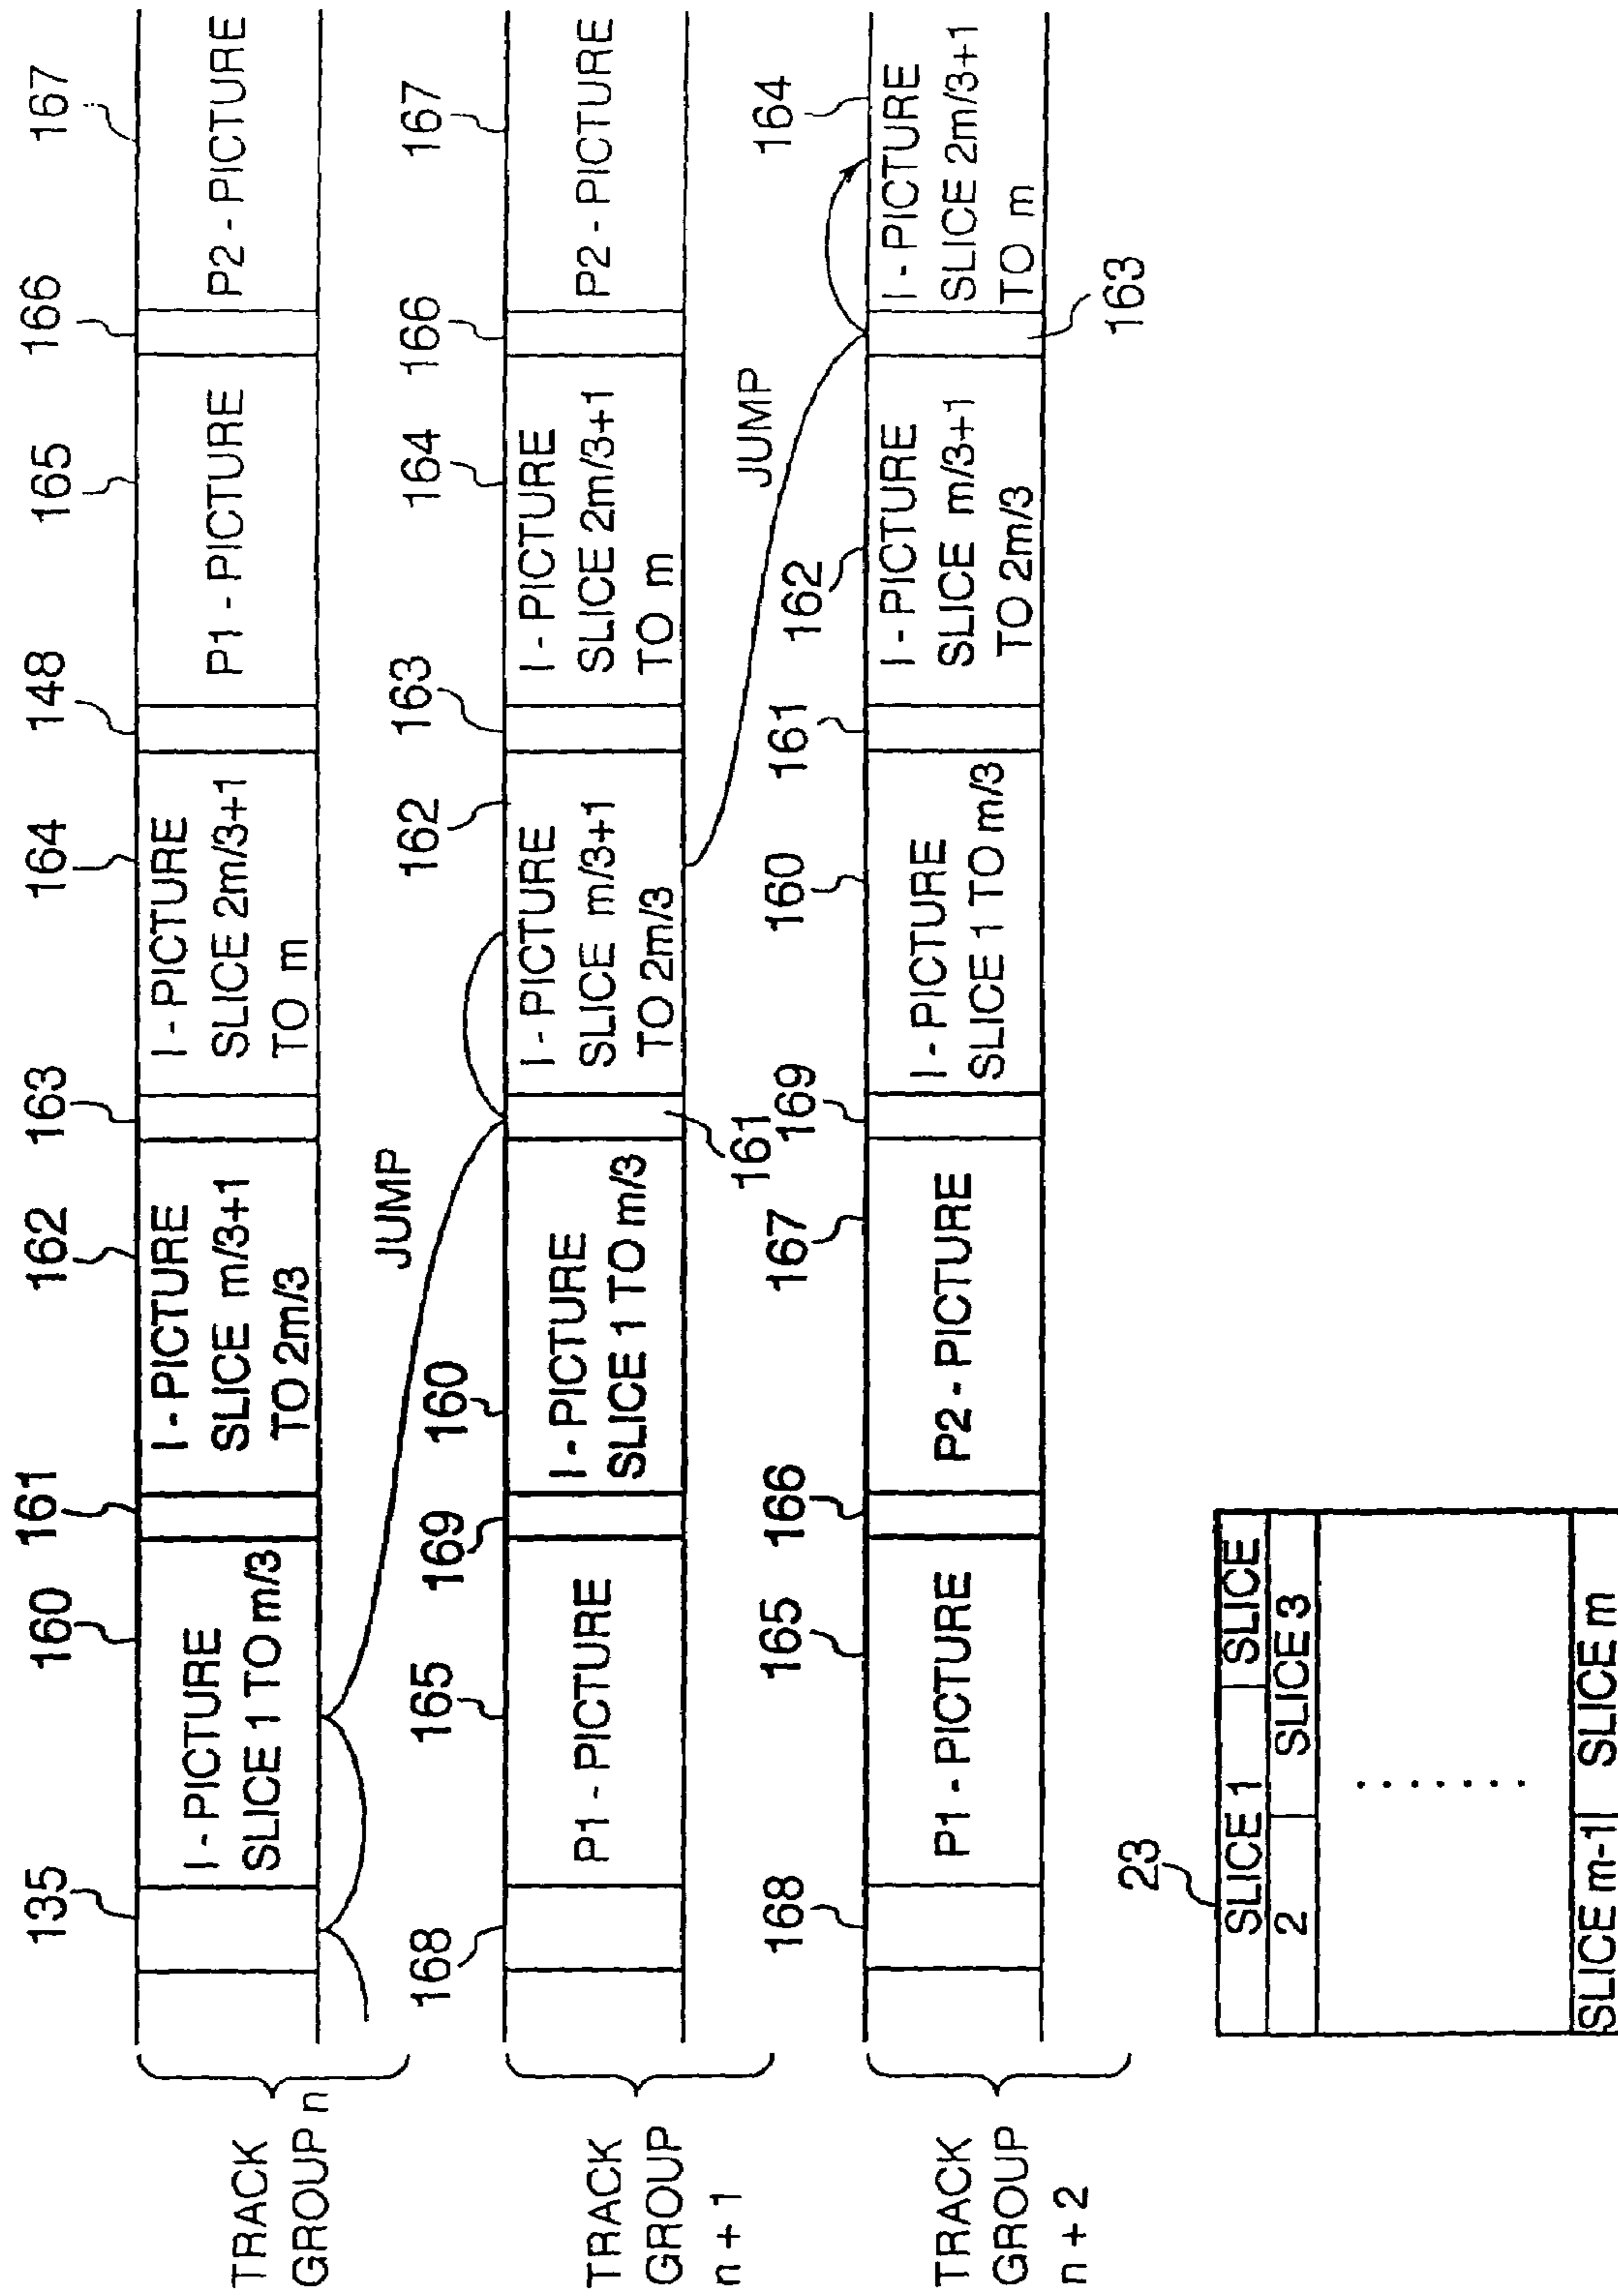 135
160
161
162
163
164
148
165
166
167
TRACK
GROUP n
I - PICTURE
SLICE 1 TO m/3
I - PICTURE
SLICE m/3+1
TO 2m/3
I - PICTURE
SLICE 2m/3+1
TO m
P1 - PICTURE
P2 - PICTURE
JUMP
168
165
169
160
161
162
163
164
166
167
TRACK
GROUP
n + 1
P1 - PICTURE
I - PICTURE
SLICE 1 TO m/3
I - PICTURE
SLICE m/3+1
TO 2m/3
I - PICTURE
SLICE 2m/3+1
TO m
P2 - PICTURE
JUMP
168
165
166
167
169
160
161
162
163
164
TRACK
GROUP
n + 2
P1 - PICTURE
P2 - PICTURE
I - PICTURE
SLICE 1 TO m/3
I - PICTURE
SLICE m/3+1
TO 2m/3
I - PICTURE
SLICE 2m/3+1
TO m
23
SLICE 1 SLICE
2 SLICE 3
.......
SLICE m-1 SLICE m